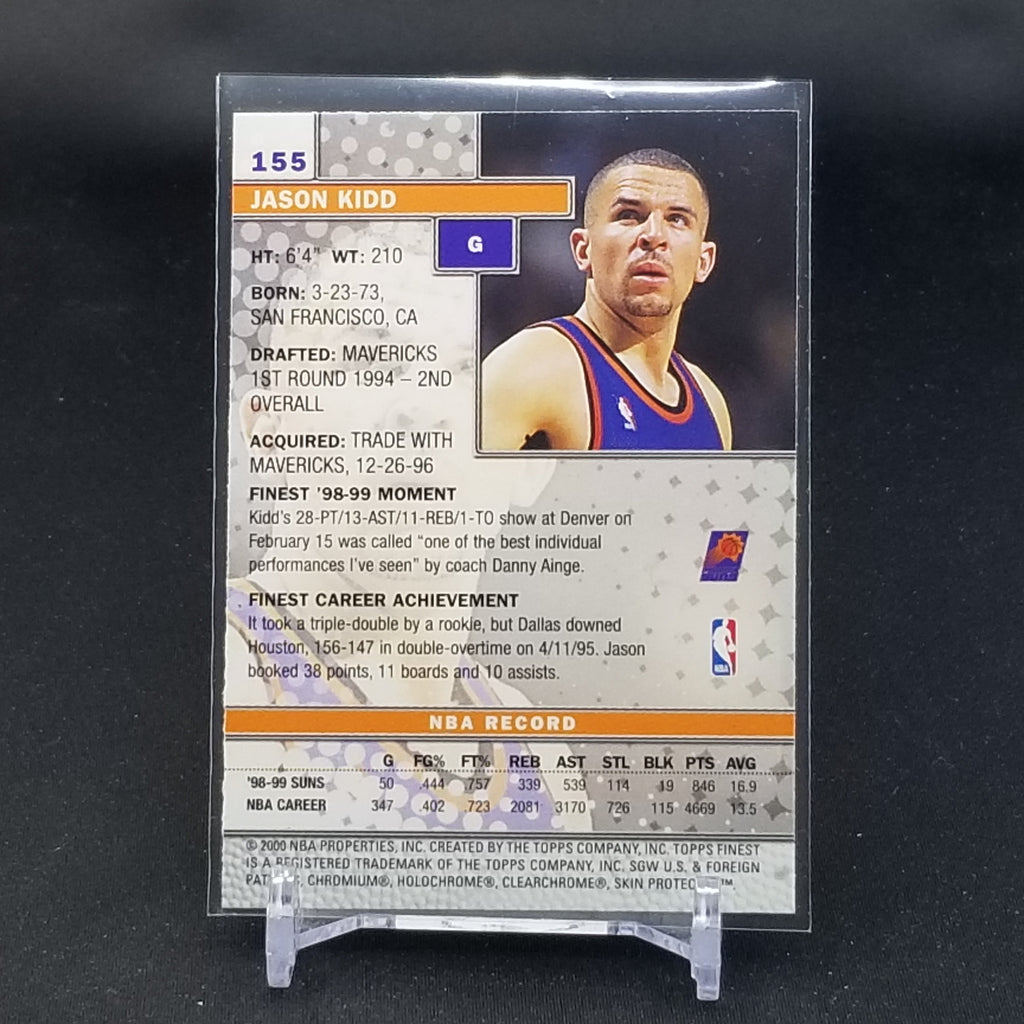 155
JASON KIDD
G
HT: 6'4" WT: 210
BORN: 3-23-73,
SAN FRANCISCO, CA
DRAFTED: MAVERICKS
1ST ROUND 1994 – 2ND
OVERALL
ACQUIRED: TRADE WITH
MAVERICKS, 12-26-96
FINEST '98-99 MOMENT
Kidd's 28-PT/13-AST/11-REB/1-TO show at Denver on
February 15 was called "one of the best individual
performances I've seen" by coach Danny Ainge.
FINEST CAREER ACHIEVEMENT
It took a triple-double by a rookie, but Dallas downed
Houston, 156-147 in double-overtime on 4/11/95. Jason
booked 38 points, 11 boards and 10 assists.
NBA
NBA RECORD
G FG% FT% REB AST STL BLK PTS AVG
'98-99 SUNS 50 .444 .757 339 539 114 19 846 16.9
NBA CAREER 347 .402 .723 2081 3170 726 115 4669 13.5
© 2000 NBA PROPERTIES, INC. CREATED BY THE TOPPS COMPANY, INC. TOPPS FINEST
IS A REGISTERED TRADEMARK OF THE TOPPS COMPANY, INC. SGW U.S. & FOREIGN
CHROMIUM®, HOLOCHROME®, CLEARCHROME®, SKIN